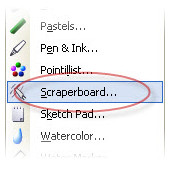 Pastels...
Pen & Ink...
Pointillist...
Scraperboard...
Sketch Pad...
Watercolor...